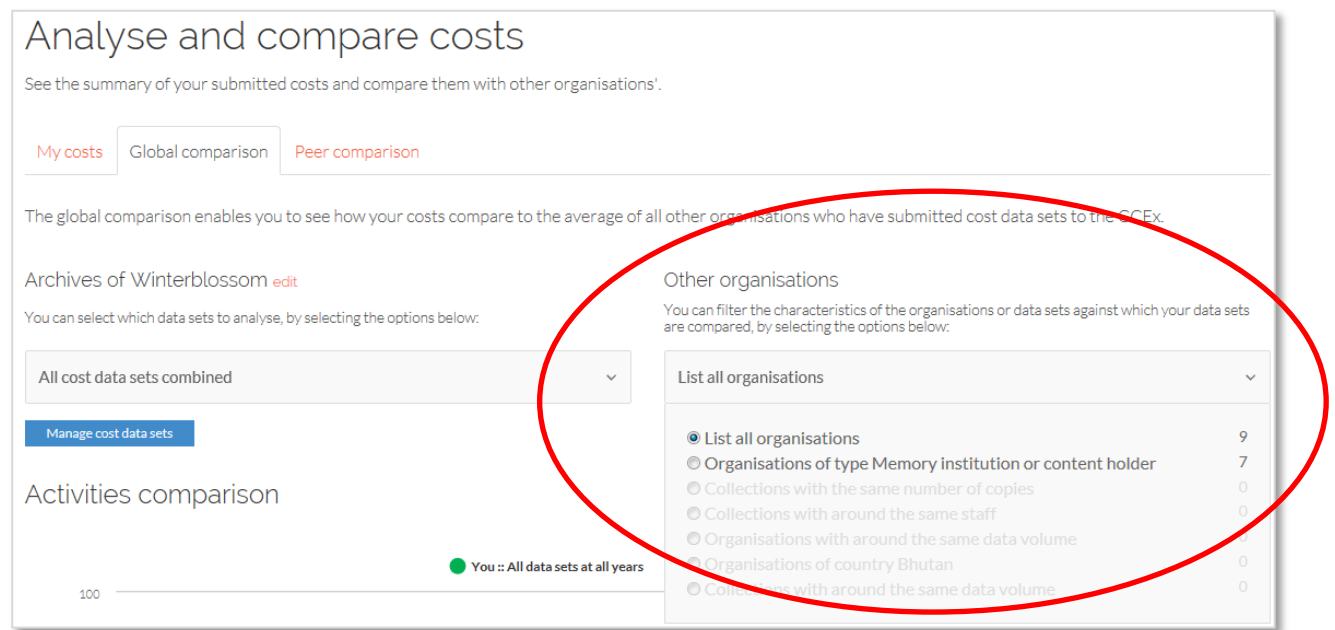 Analyse and compare costs
See the summary of your submitted costs and compare them with other organisations'.
My costs Global comparison Peer comparison
The global comparison enables you to see how your costs compare to the average of all other organisations who have submitted cost data sets to the CCEx.
Archives of Winterblossom edit
You can select which data sets to analyse, by selecting the options below:
All cost data sets combined
Manage cost data sets
Other organisations
You can filter the characteristics of the organisations or data sets against which your data sets
are compared, by selecting the options below:
List all organisations
List all organisations 9
Organisations of type Memory institution or content holder 7
Collections with the same number of copies 0
Collections with around the same staff 0
Organisations with around the same data volume 0
Organisations of country Bhutan 0
Collections with around the same data volume 0
Activities comparison
You :: All data sets at all years
100